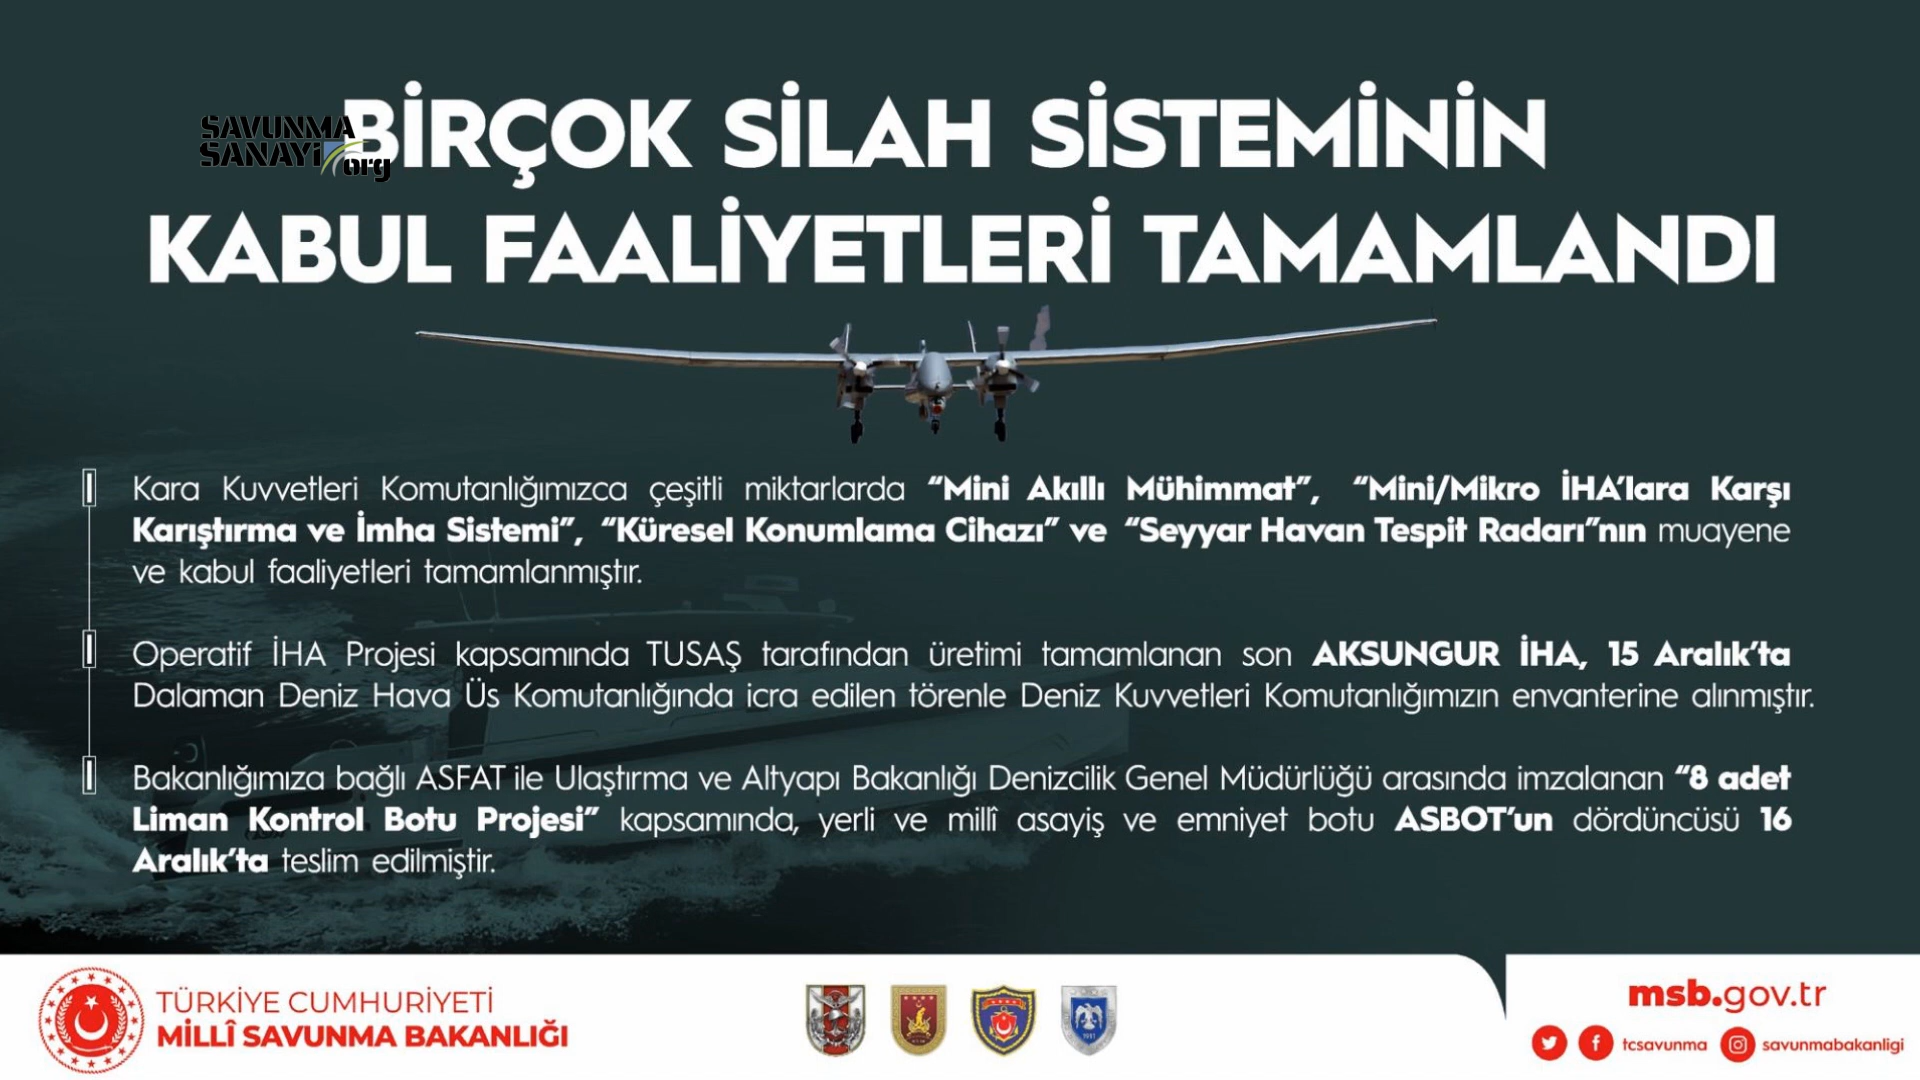 SAVUNMA
SANAYİ.org
BİRÇOK SİLAH SİSTEMİNİN
KABUL FAALİYETLERİ TAMAMLANDI
Kara Kuvvetleri Komutanlığımızca çeşitli miktarlarda “Mini Akıllı Mühimmat”, “Mini/Mikro İHA’lara Karşı
Karıştırma ve İmha Sistemi”, “Küresel Konumlama Cihazı” ve “Seyyar Havan Tespit Radarı”nın muayene
ve kabul faaliyetleri tamamlanmıştır.
Operatif İHA Projesi kapsamında TUSAŞ tarafından üretimi tamamlanan son AKSUNGUR İHA, 15 Aralık’ta
Dalaman Deniz Hava Üs Komutanlığında icra edilen törenle Deniz Kuvvetleri Komutanlığımızın envanterine alınmıştır.
Bakanlığımıza bağlı ASFAT ile Ulaştırma ve Altyapı Bakanlığı Denizcilik Genel Müdürlüğü arasında imzalanan “8 adet
Liman Kontrol Botu Projesi” kapsamında, yerli ve millî asayiş ve emniyet botu ASBOT’un dördüncüsü 16
Aralık’ta teslim edilmiştir.
TÜRKİYE CUMHURİYETİ
MİLLÎ SAVUNMA BAKANLIĞI
1911
msb.gov.tr
tcsavunma savunmabakanligi